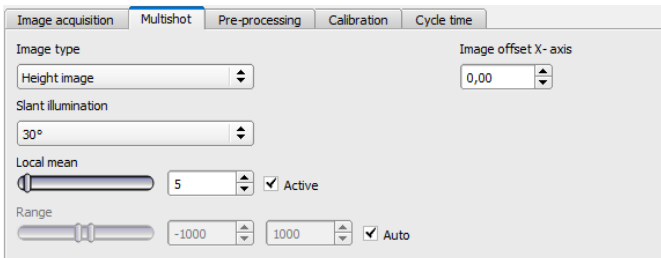 Image acquisition Multishot Pre-processing Calibration Cycle time
Image type Image offset X- axis
Height image 0,00
Slant illumination
30°
Local mean
5 Active
Range
-1000 1000 Auto